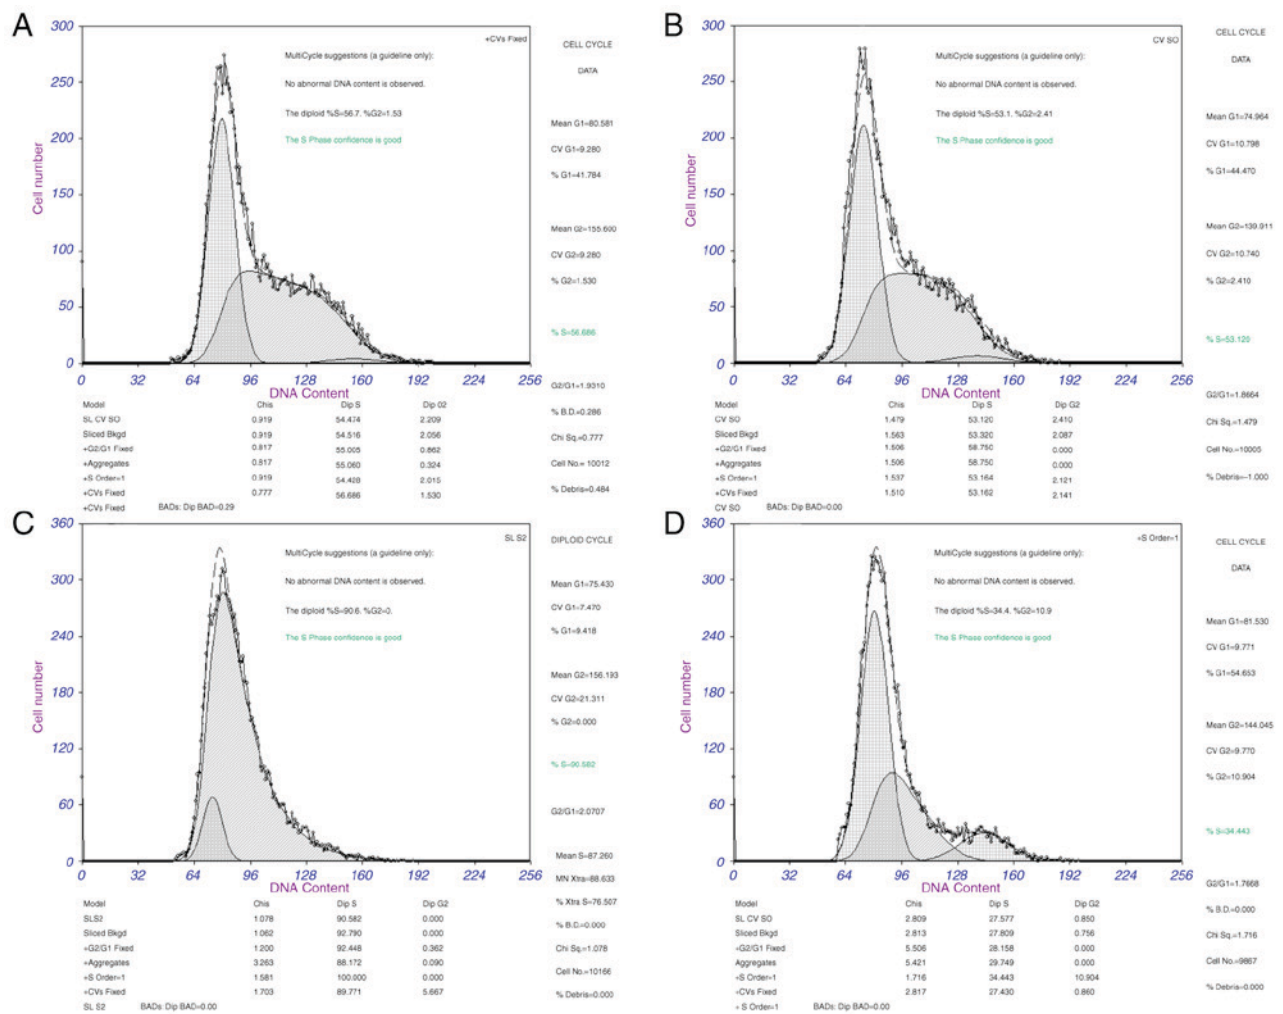 A
+CVs Fixed
MultiCycle suggestions (a guideline only):
No abnormal DNA content is observed.
The diploid %S=56.7. %G2=1.53
The S Phase confidence is good
300
250
200
150
100
50
0
Cell number
0 32 64 96 128 160 192 224 256
DNA Content
CELL CYCLE
DATA
Mean G1=80.581
CV G1=9.280
% G1=41.784
Mean G2=155.600
CV G2=9.280
% G2=1.530
% S=56.686
G2/G1=1.9310
% B.D.=0.286
Chi Sq.=0.777
Cell No.= 10012
% Debris=0.484
Model Chis Dip S Dip 02
SL CV SO 0.919 54.474 2.209
Sliced Bkgd 0.919 54.516 2.056
+G2/G1 Fixed 0.817 55.005 0.862
+Aggregates 0.817 55.060 0.324
+S Order=1 0.919 54.428 2.015
+CVs Fixed 0.777 56.686 1.530
+CVs Fixed BADs: Dip BAD=0.29
B
CV SO
MultiCycle suggestions (a guideline only):
No abnormal DNA content is observed.
The diploid %S=53.1, %G2=2.41
The S Phase confidence is good
300
250
200
150
100
50
0
Cell number
0 32 64 96 128 160 192 224 256
DNA Content
CELL CYCLE
DATA
Mean G1=74.964
CV G1=10.798
% G1=44.470
Mean G2=139.911
CV G2=10.740
% G2=2.410
% S=53.120
G2/G1=1.8664
Chi Sq.=1.479
Cell No.=10005
% Debris=-1.000
Model Chis Dip S Dip G2
CV SO 1.479 53.120 2.410
Sliced Bkgd 1.563 53.320 2.087
+G2/G1 Fixed 1.506 58.750 0.000
+Aggregates 1.506 58.750 0.000
+S Order=1 1.537 53.164 2.121
+CVs Fixed 1.510 53.162 2.141
CV SO BADs: Dip BAD=0.00
C
SL S2
MultiCycle suggestions (a guideline only):
No abnormal DNA content is observed.
The diploid %S=90.6. %G2=0.
The S Phase confidence is good
360
300
240
180
120
60
0
Cell number
0 32 64 96 128 160 192 224 256
DNA Content
DIPLOID CYCLE
Mean G1=75.430
CV G1=7.470
% G1=9.418
Mean G2=156.193
CV G2=21.311
% G2=0.000
% S=90.582
G2/G1=2.0707
Mean S=87.260
MN Xtra=88.633
% Xtra S=76.507
% B.D.=0.000
Chi Sq.=1.078
Cell No.=10166
% Debris=0.000
Model Chis Dip S Dip G2
SLS2 1.078 90.582 0.000
Sliced Bkgd 1.062 92.790 0.000
+G2/G1 Fixed 1.200 92.448 0.362
+Aggregates 3.263 88.172 0.090
+S Order=1 1.581 100.000 0.000
+CVs Fixed 1.703 89.771 5.667
SL S2 BADs: Dip BAD=0.00
D
+S Order=1
MultiCycle suggestions (a guideline only):
No abnormal DNA content is observed.
The diploid %S=34.4. %G2=10.9
The S Phase confidence is good
360
300
240
180
120
60
0
Cell number
0 32 64 96 128 160 192 224 256
DNA Content
CELL CYCLE
DATA
Mean G1=81.530
CV G1=9.771
% G1=54.653
Mean G2=144.045
CV G2=9.770
% G2=10.904
% S=34.443
G2/G1=1.7668
% B.D.=0.000
Chi Sq.=1.716
Cell No.=9867
% Debris=0.000
Model Chis Dip S Dip G2
SL CV SO 2.809 27.577 0.850
Sliced Bkgd 2.813 27.809 0.756
+G2/G1 Fixed 5.506 28.158 0.000
Aggregates 5.421 29.749 0.000
+S Order=1 1.716 34.443 10.904
+CVs Fixed 2.817 27.430 0.860
+ S Order=1 BADs: Dip BAD=0.00